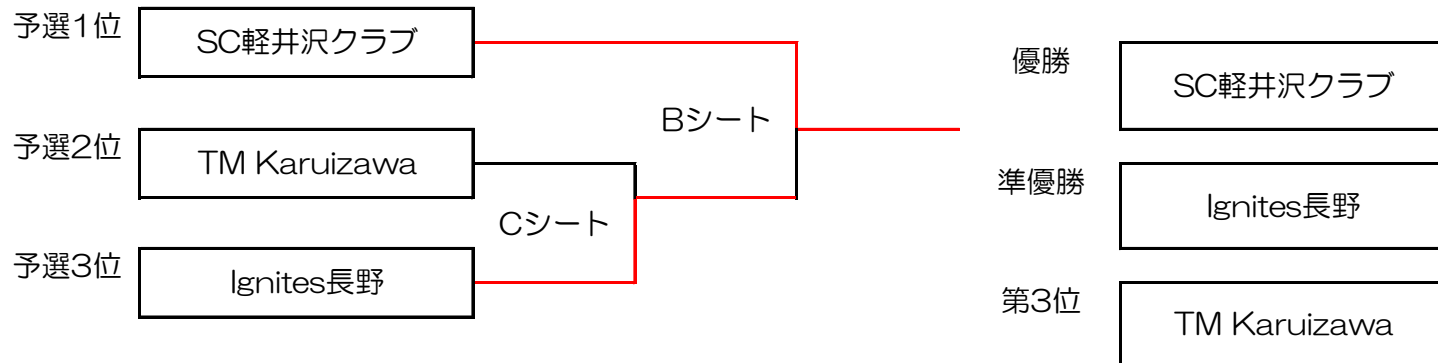 予選1位
SC軽井沢クラブ
予選2位
TM Karuizawa
予選3位
Ignites長野
Cシート
Bシート
優勝
SC軽井沢クラブ
準優勝
Ignites長野
第3位
TM Karuizawa